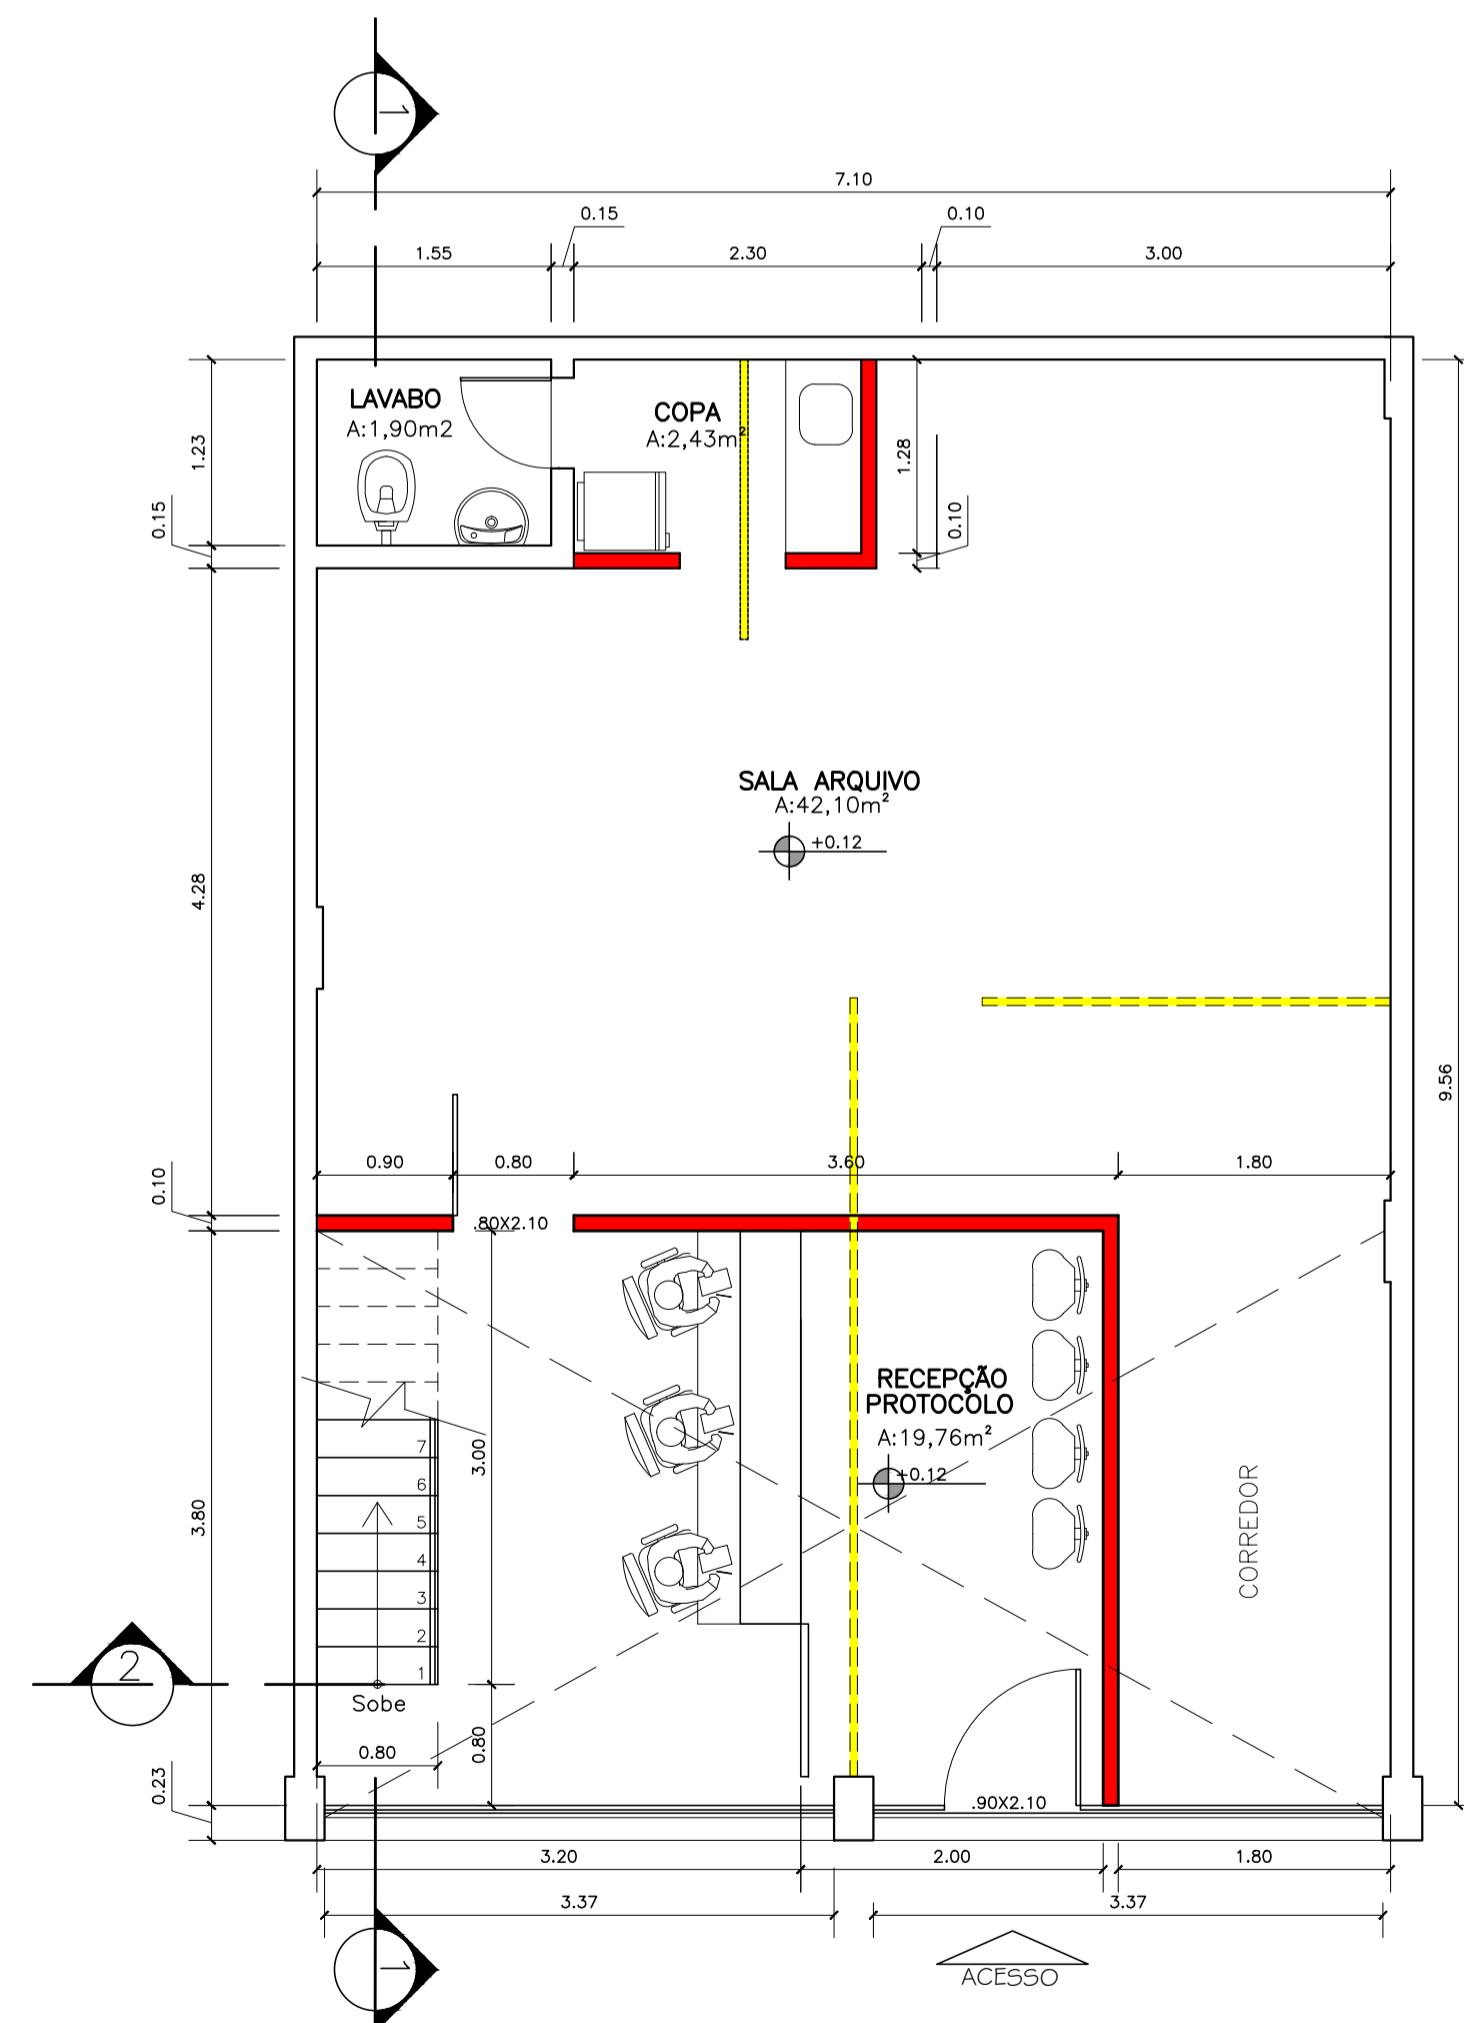 1
7.10
0.15
0.10
1.55
2.30
3.00
LAVABO
A:1,90m2
COPA
A:2,43m²
1.23
1.28
0.15
0.10
SALA ARQUIVO
A:42,10m²
+0.12
4.28
9.56
0.90
0.80
3.60
1.80
0.10
.80X2.10
RECEPÇÃO
PROTOCOLO
A:19,76m²
+0.12
3.00
3.80
CORREDOR
7
6
5
4
3
2
1
2
Sobe
0.80
0.80
0.23
.90X2.10
3.20
2.00
1.80
3.37
3.37
1
ACESSO